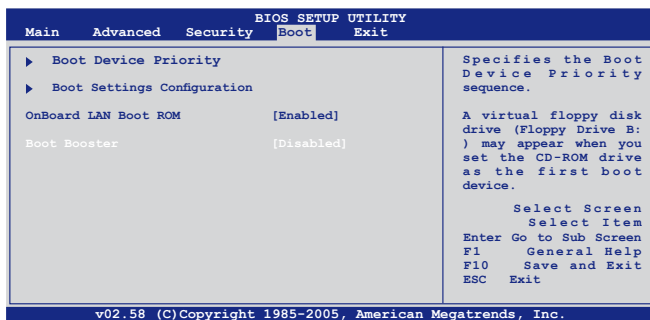 BIOS SETUP UTILITY
Main Advanced Security Boot Exit
Boot Device Priority
Boot Settings Configuration
OnBoard LAN Boot ROM [Enabled]
Boot Booster [Disabled]
Specifies the Boot
Device Priority
sequence.
A virtual floppy disk
drive (Floppy Drive B:
) may appear when you
set the CD-ROM drive
as the first boot
device.
Select Screen
Select Item
Enter Go to Sub Screen
F1 General Help
F10 Save and Exit
ESC Exit
v02.58 (C)Copyright 1985-2005, American Megatrends, Inc.